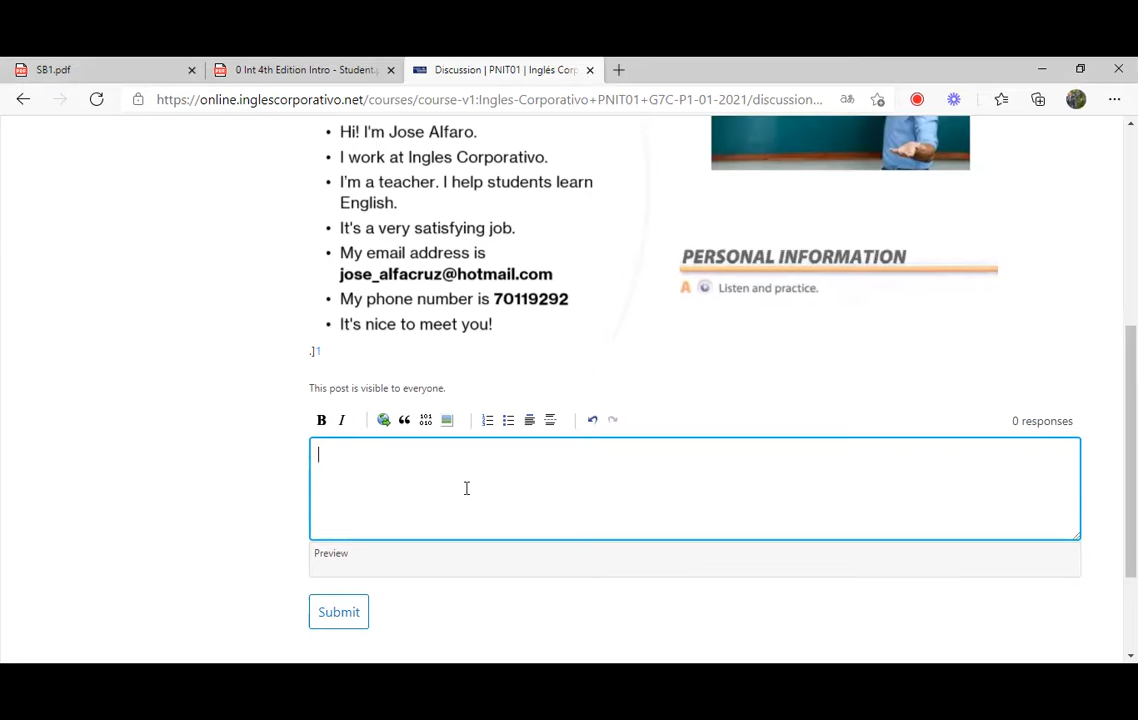 SB1.pdf
0 Int 4th Edition Intro - Student.
Discussion | PNIT01 | Inglés Corp
https://online.inglescorporativo.net/courses/course-v1:Ingles-Corporativo+PNIT01+G7C-P1-01-2021/discussion...
• Hi! I'm Jose Alfaro.
• I work at Ingles Corporativo.
• I'm a teacher. I help students learn
English.
• It's a very satisfying job.
• My email address is
jose_alfacruz@hotmail.com
• My phone number is 70119292
• It's nice to meet you!
PERSONAL INFORMATION
A Listen and practice.
.]1
This post is visible to everyone.
B I
101
010
0 responses
Preview
Submit